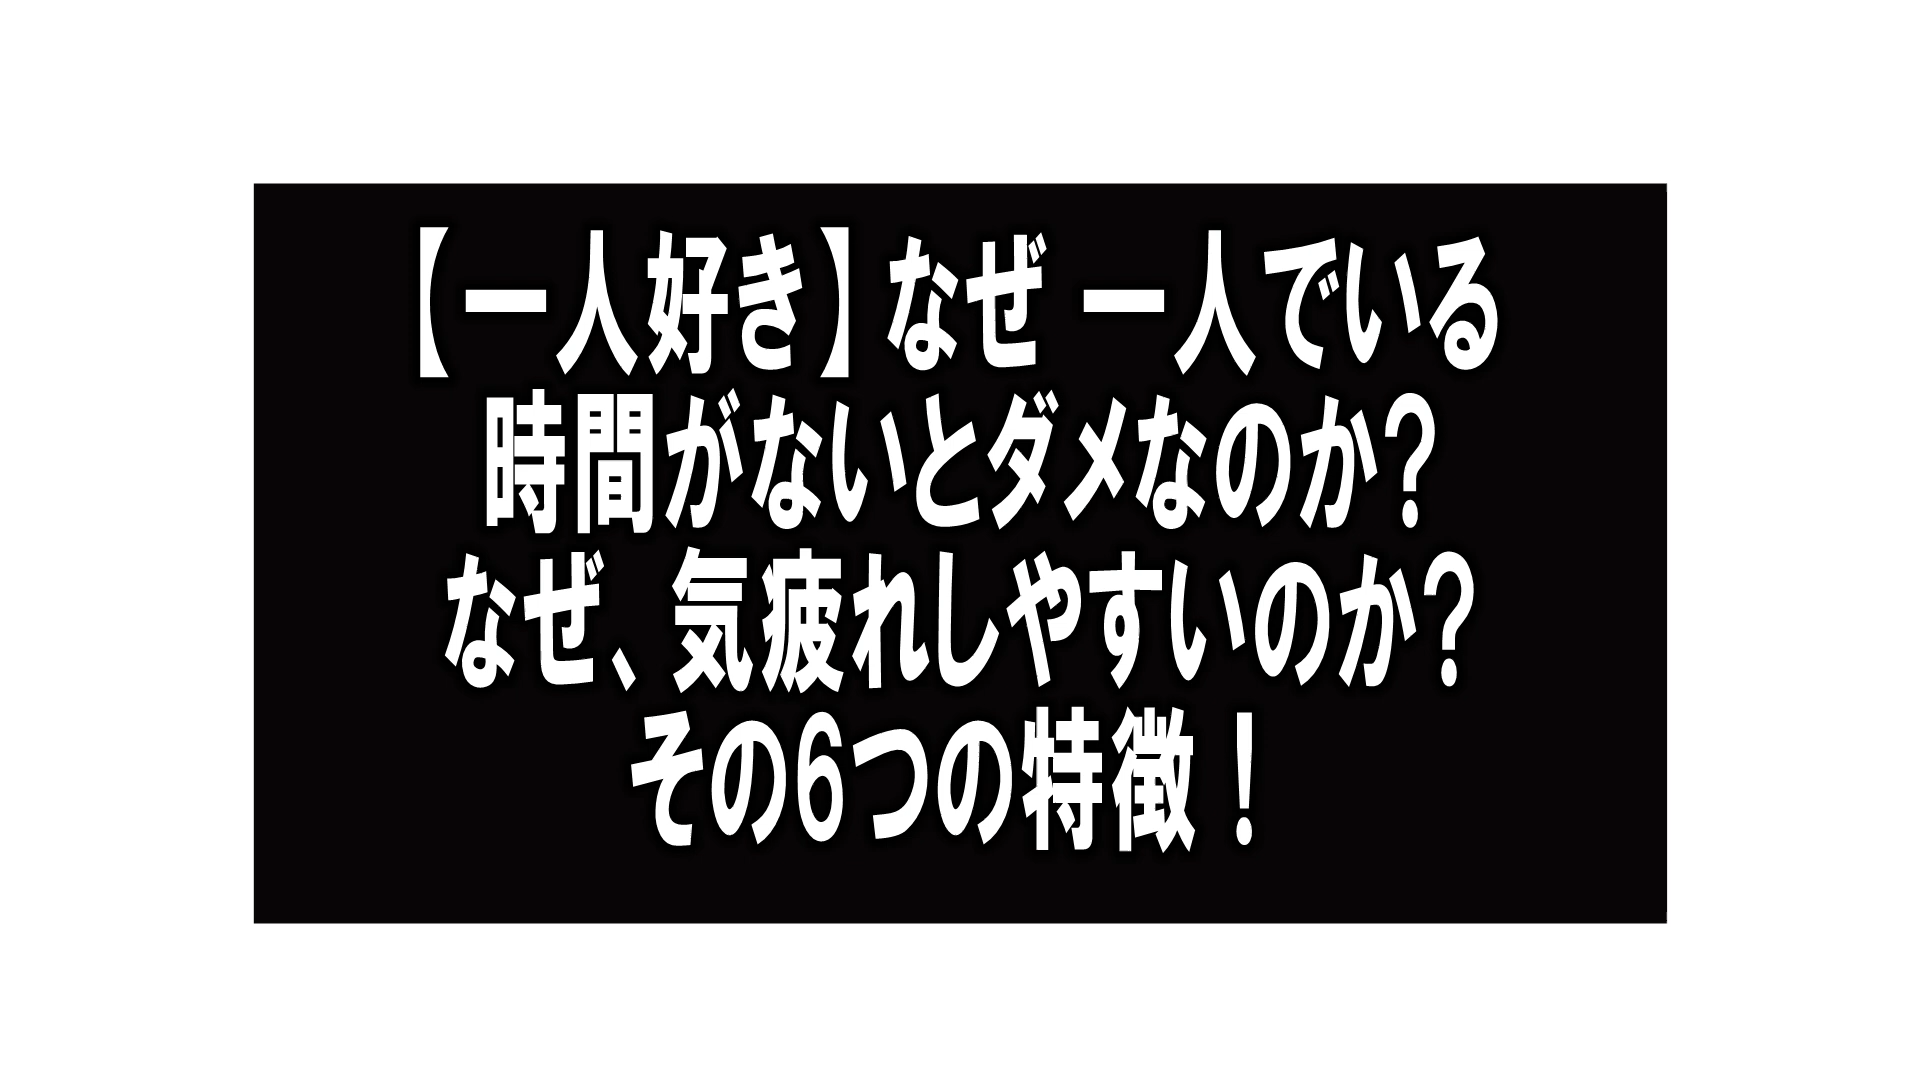 【一人好き】なぜ 一人でいる
時間がないとダメなのか?
なぜ、気疲れしやすいのか?
その6つの特徴！